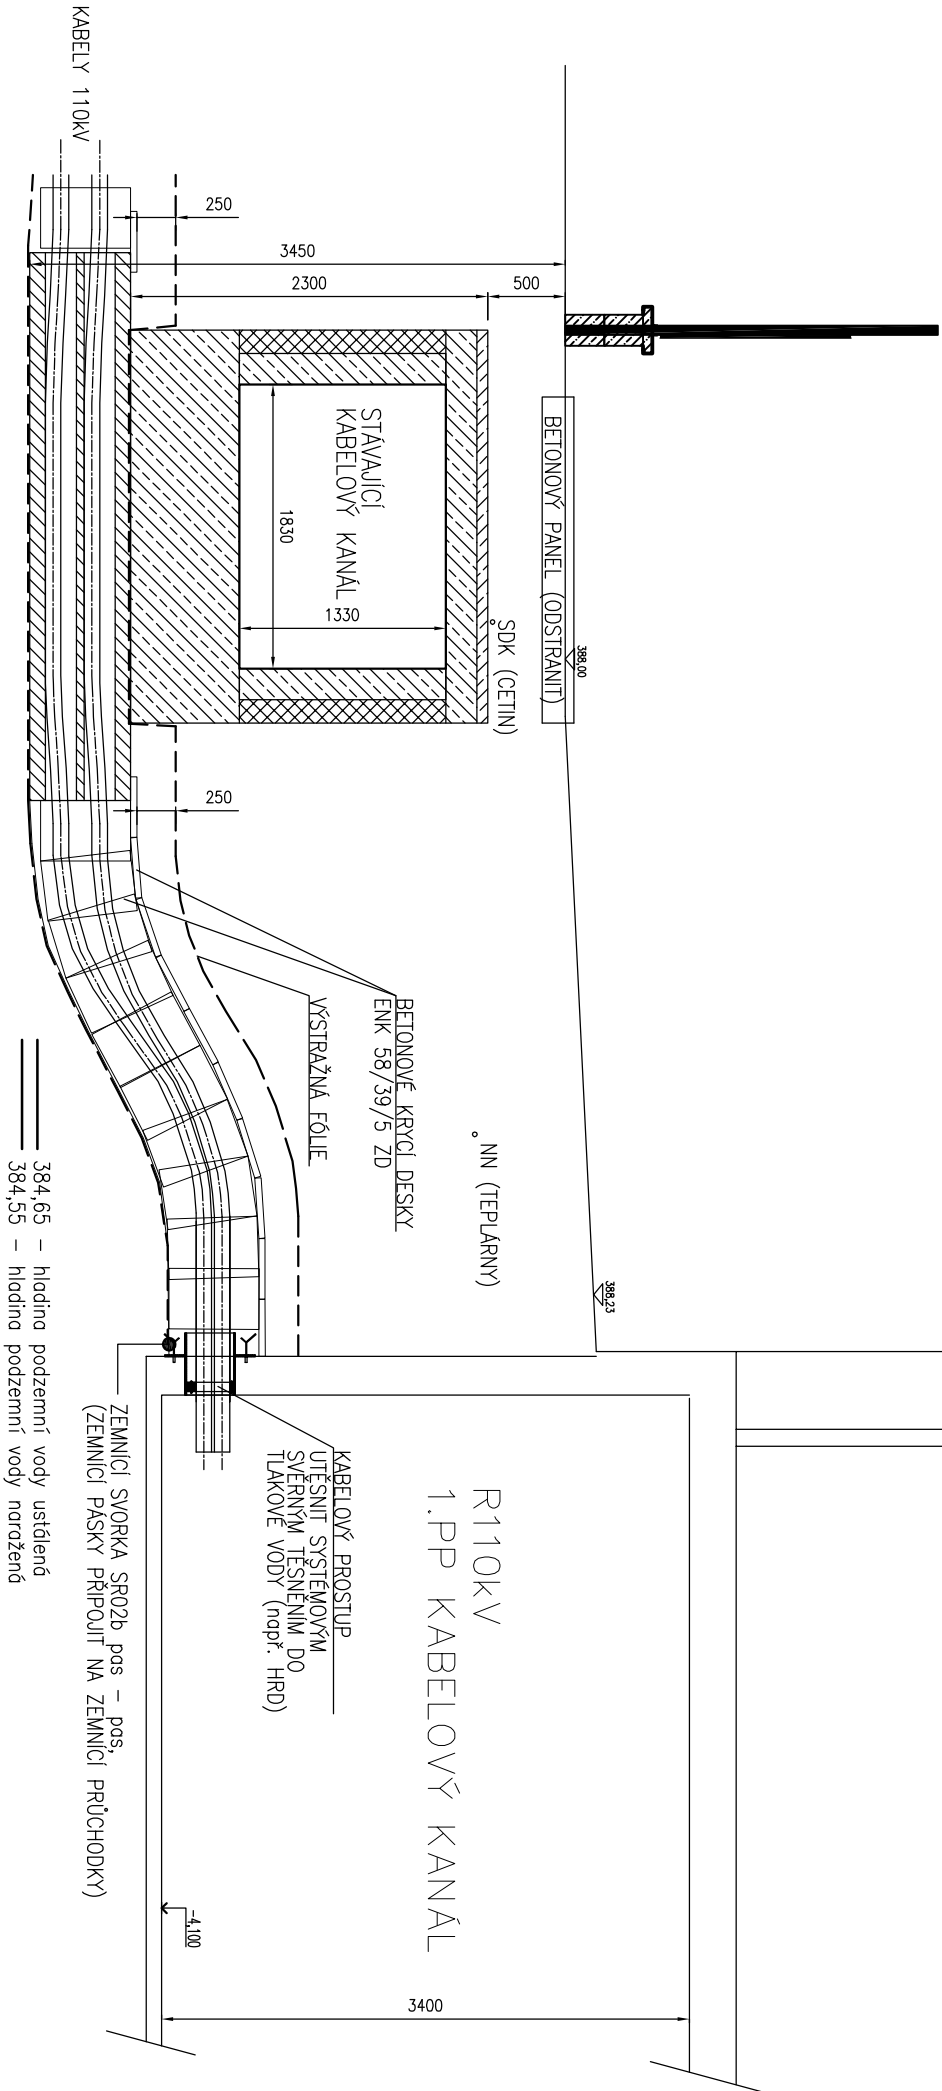 KABELY 110kV
250
3450
2300
500
STÁVAJÍCÍ
KABELOVÝ KANÁL
1830
1330
BETONOVÝ PANEL (ODSTRANIT)
388,00
SDK (CETIN)
250
BETONOVÉ KRYCÍ DESKY
ENK 58/39/5 ZD
VÝSTRAŽNÁ FÓLIE
NN (TEPLÁRNY)
388,23
384,65 - hladina podzemní vody ustálená
384,55 - hladina podzemní vody naražená
ZEMNÍCÍ SVORKA SR02b pas - pas,
(ZEMNÍCÍ PÁSKY PŘIPOJIT NA ZEMNÍCÍ PRŮCHODKY)
KABELOVÝ PROSTUP
UTĚSNIT SYSTÉMOVÝM
SVĚRNÝM TĚSNĚNÍM DO
TLAKOVÉ VODY (např. HRD)
R110kV
1.PP KABELOVÝ KANÁL
-4,100
3400